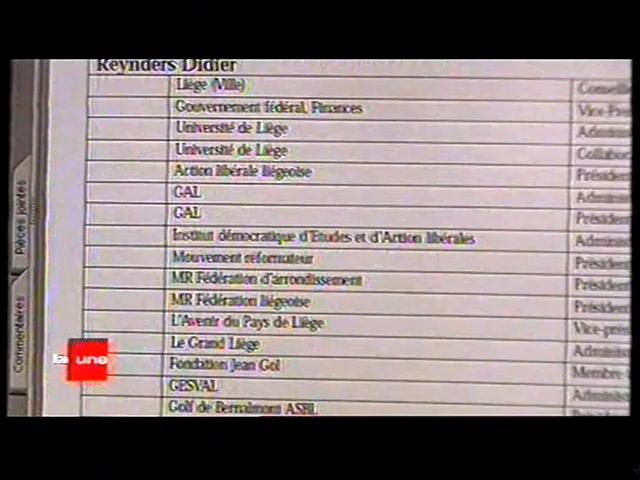 Reynders Didier
Liège (Ville)
Gouvernement fédéral, Finances
Université de Liège
Université de Liège
Action libérale liégeoise
GAL
GAL
Institut démocratique d'Etudes et d'Action libérales
Mouvement réformateur
MR Fédération d'arrondissement
MR Fédération liégeoise
L'Avenir du Pays de Liège
Le Grand Liège
Fondation Jean Gol
GESVAL
Golf de Bernalmont ASBL
Pièces jointes
Commentaires
la une